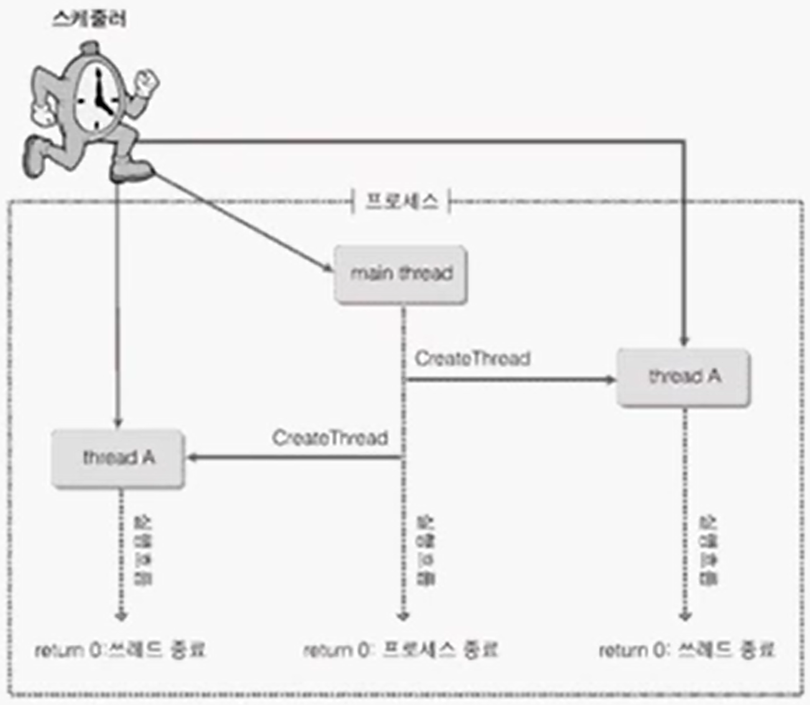 스케줄러
프로세스
main thread
CreateThread
thread A
CreateThread
thread A
실행흐름
실행흐름
실행흐름
return 0:쓰레드 종료
return 0: 프로세스 종료
return 0: 쓰레드 종료